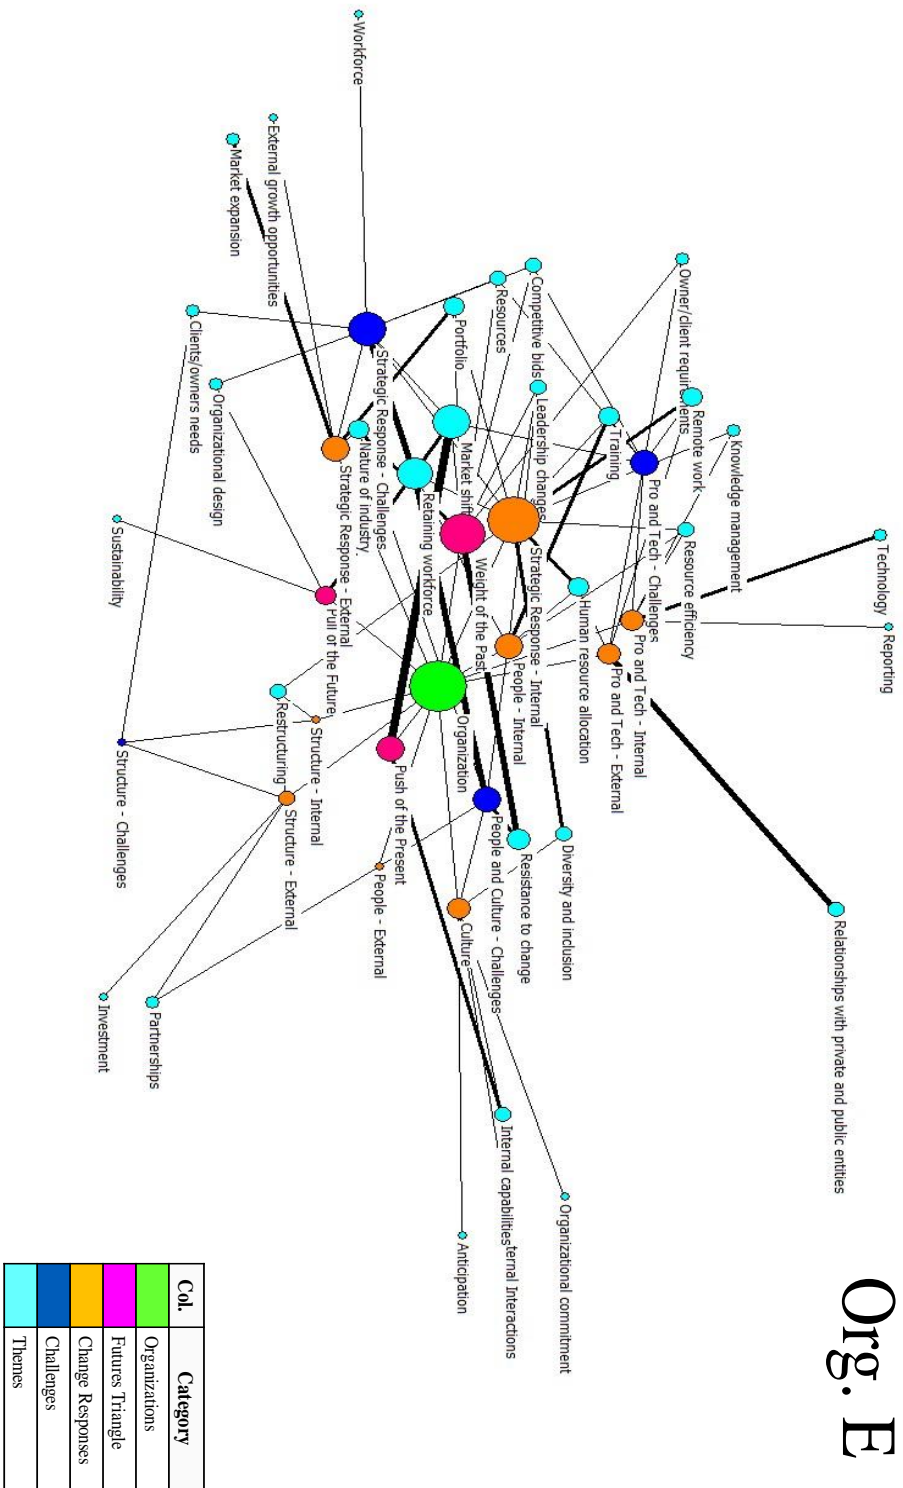 Org. E
Technology
Reporting
Relationships with private and public entities
Knowledge management
Owner/client requirements
Remote work
Resource efficiency
Pro and Tech - Challenges
Pro and Tech - Internal
Pro and Tech - External
Training
Human resource allocation
Diversity and inclusion
Organizational commitment
Competitive bids
Leadership changes
Strategic Response - Internal
People - Internal
Resistance to change
Resources
Internal capabilities
ternal Interactions
People and Culture - Challenges
Portfolio
Market shift
Weight of the Past
Organization
Culture
Anticipation
Retaining workforce
Push of the Present
People - External
Workforce
Strategic Response - Challenges
Nature of industry
Strategic Response - External
Pull of the Future
Structure - Internal
Structure - External
Restructuring
External growth opportunities
Market expansion
Organizational design
Clients/owners needs
Partnerships
Sustainability
Structure - Challenges
Investment
Col. Category
Organizations
Futures Triangle
Change Responses
Challenges
Themes